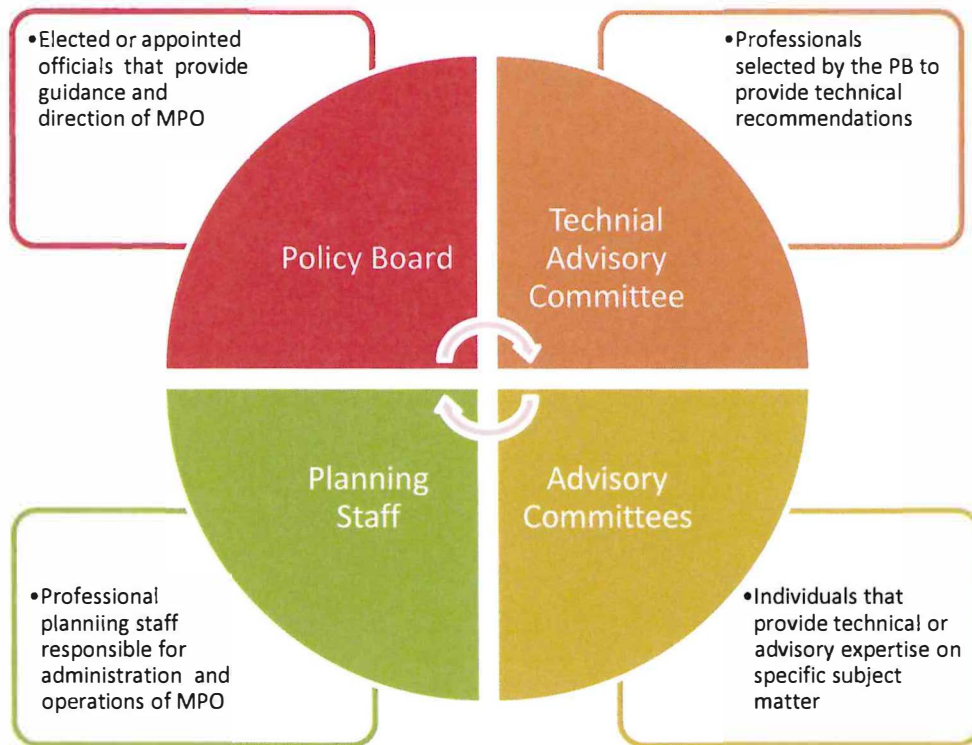 •Elected or appointed
officials that provide
guidance and
direction of MPO
•Professionals
selected by the PB to
provide technical
recommendations
Policy Board
Technial
Advisory
Committee
Planning
Staff
Advisory
Committees
•Professional
planniing staff
responsible for
administration and
operations of MPO
•Individuals that
provide technical or
advisory expertise on
specific subject
matter